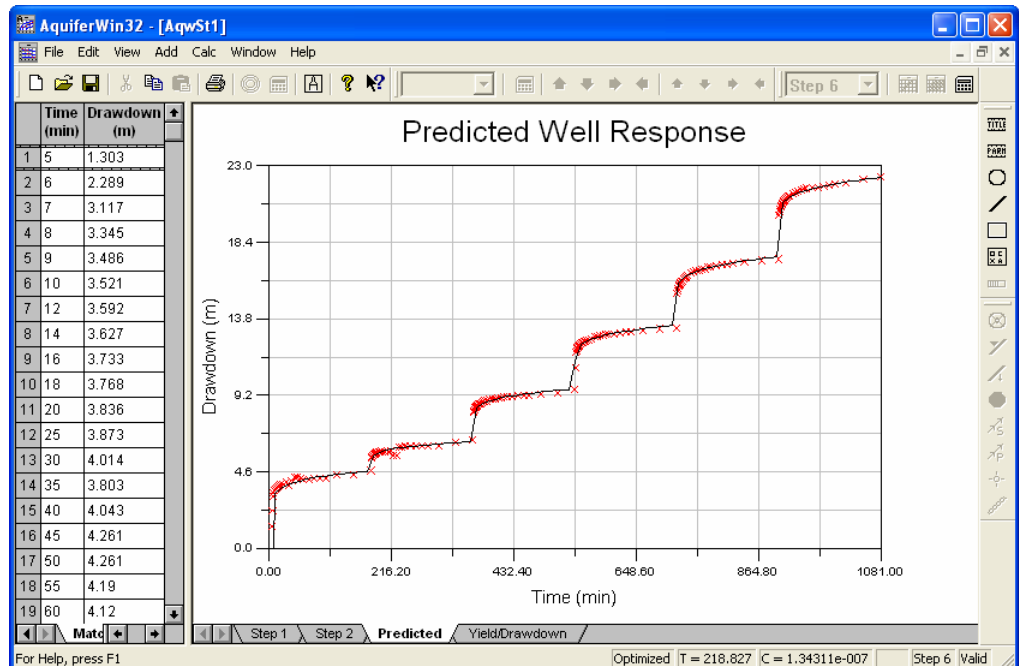 AquiferWin32 - [AqwSt1]
File Edit View Add Calc Window Help
Step 6
Time (min) Drawdown (m)
1 5 1.303
2 6 2.289
3 7 3.117
4 8 3.345
5 9 3.486
6 10 3.521
7 12 3.592
8 14 3.627
9 16 3.733
10 18 3.768
11 20 3.836
12 25 3.873
13 30 4.014
14 35 3.803
15 40 4.043
16 45 4.261
17 50 4.261
18 55 4.19
19 60 4.12
Predicted Well Response
23.0
18.4
13.8
9.2
4.6
0.0
Drawdown (m)
0.00 216.20 432.40 648.60 864.80 1081.00
Time (min)
TITLE
PARM
Matc
Step 1 Step 2 Predicted Yield/Drawdown
For Help, press F1
Optimized T = 218.827 C = 1.34311e-007 Step 6 Valid